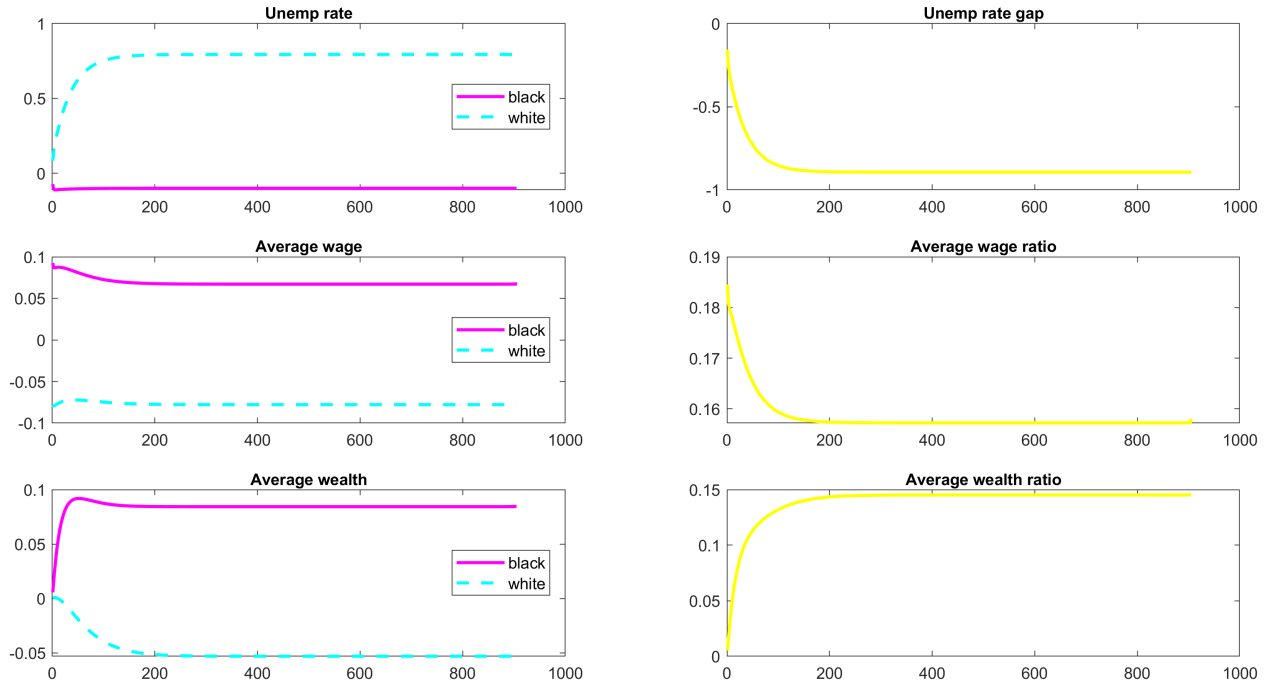 Unemp rate
1
0.5
0
black
white
0 200 400 600 800 1000
Unemp rate gap
0
-0.5
-1
0 200 400 600 800 1000
Average wage
0.1
0.05
0
-0.05
-0.1
black
white
0 200 400 600 800 1000
Average wage ratio
0.19
0.18
0.17
0.16
0 200 400 600 800 1000
Average wealth
0.1
0.05
0
-0.05
black
white
0 200 400 600 800 1000
Average wealth ratio
0.15
0.1
0.05
0
0 200 400 600 800 1000